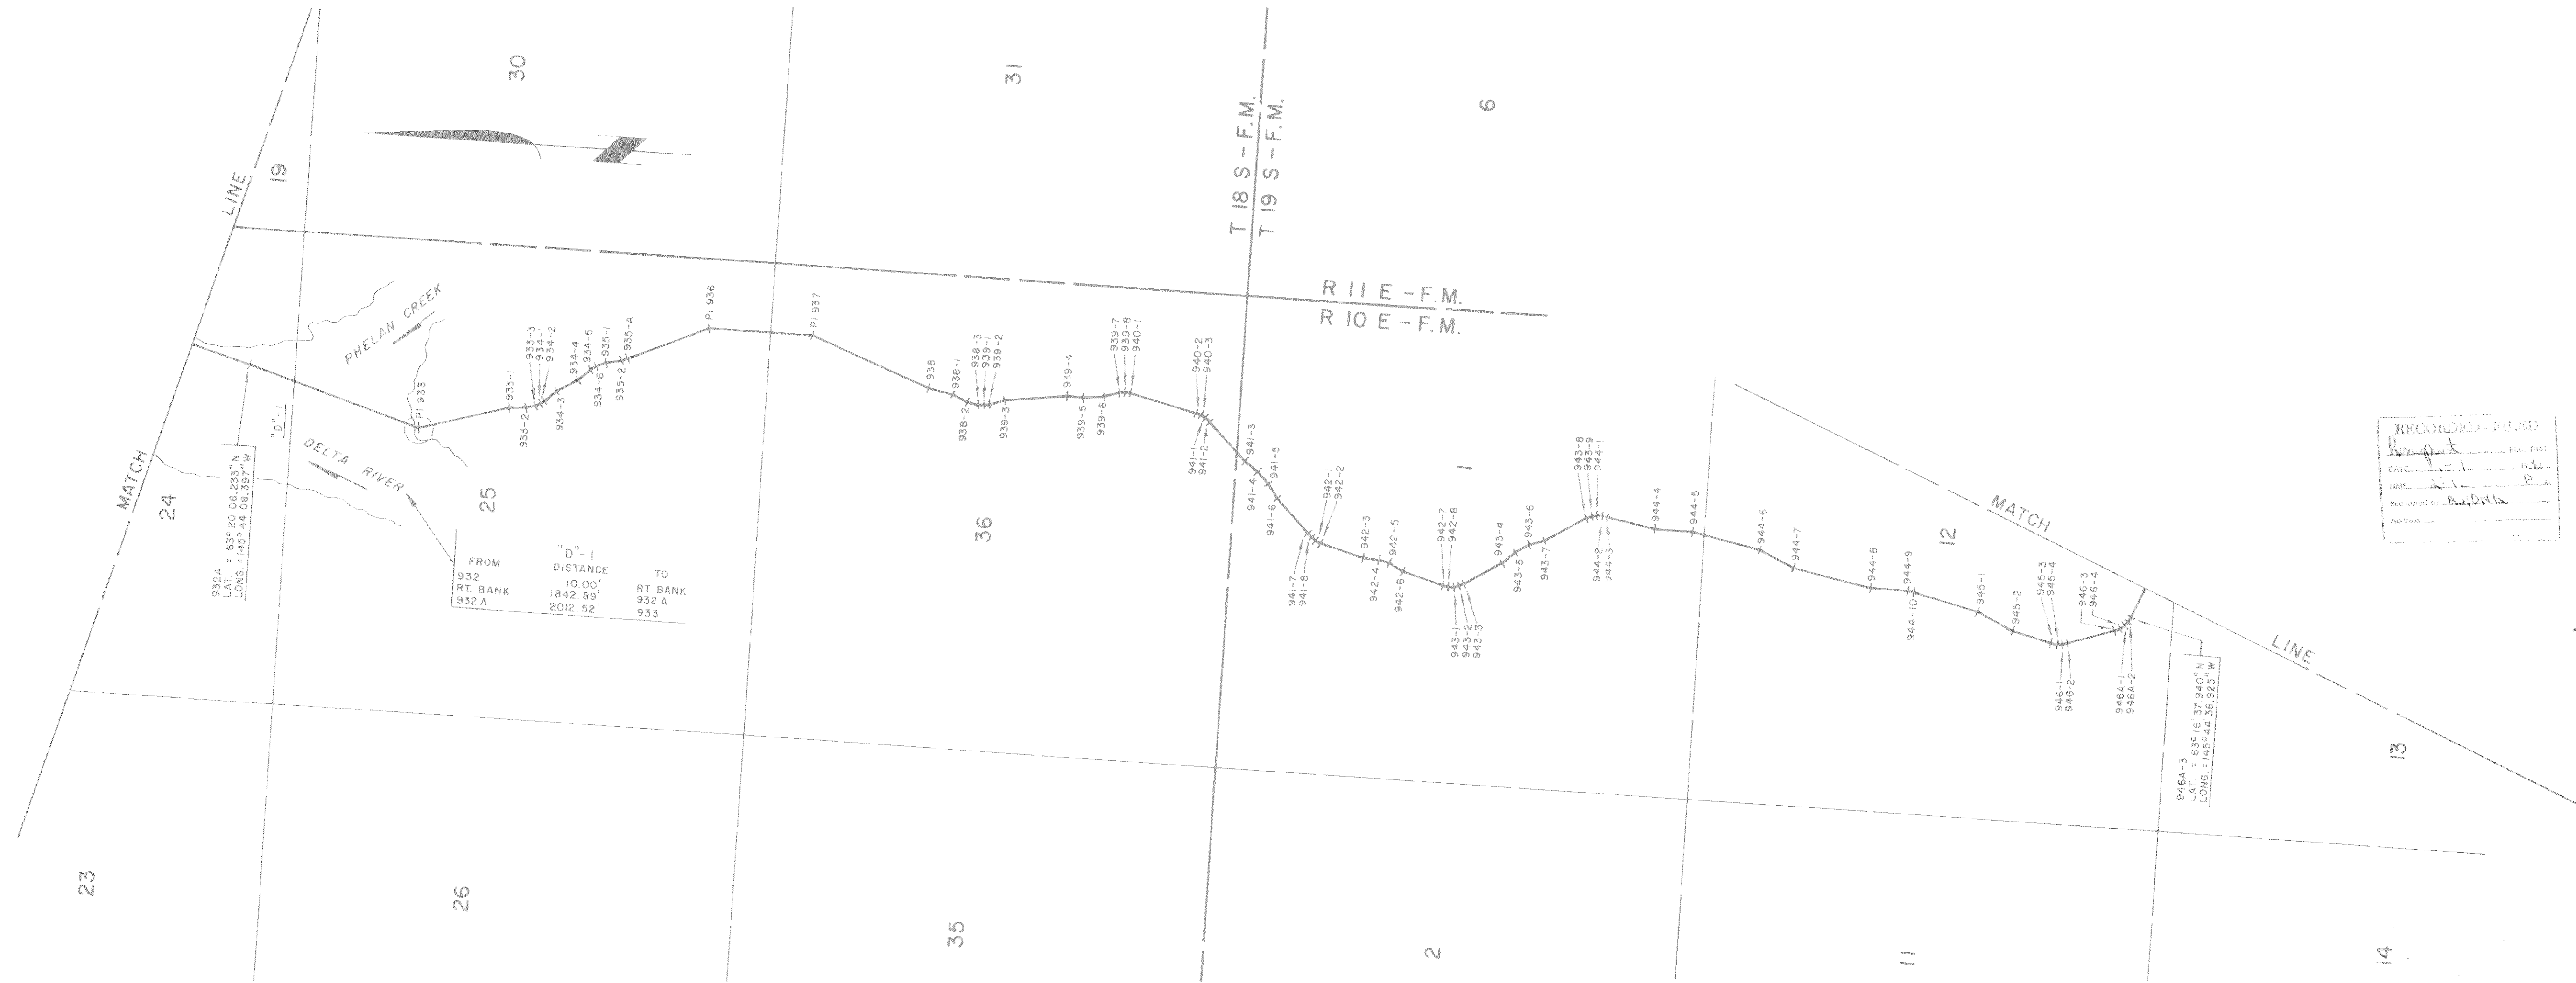 MATCH LINE
30
31
6
19
T 18 S - F.M.
T 19 S - F.M.
R 11 E - F.M.
R 10 E - F.M.
PHELAN CREEK
DELTA RIVER
"D"-1
24
25
36
1
12
13
23
26
35
2
11
14
932A
LAT. = 63° 20' 06.233" N
LONG. = 145° 44' 08.397" W
"D"-1
FROM DISTANCE TO
932 10.00' RT. BANK
RT. BANK 1842.89' 932 A
932 A 2012.52' 933
PI 933
933-1
933-2
933-3
934-1
934-2
934-3
934-4
934-5
934-6
935-1
935-2
935-A
PI 936
PI 937
938
938-1
938-2
938-3
939-1
939-2
939-3
939-4
939-5
939-6
939-7
939-8
940-1
940-2
940-3
941-1
941-2
941-3
941-4
941-5
941-6
941-7
941-8
942-1
942-2
942-3
942-4
942-5
942-6
942-7
942-8
943-1
943-2
943-3
943-4
943-5
943-6
943-7
943-8
943-9
944-1
944-2
944-3
944-4
944-5
944-6
944-7
944-8
944-9
944-10
945-1
945-2
945-3
945-4
946-1
946-2
946-3
946-4
946A-1
946A-2
946A-3
LAT. = 63° 16' 37.940" N
LONG. = 145° 44' 38.925" W
MATCH LINE
RECORDED - FILED
REC. DIST.
DATE
TIME
Requested by
Address